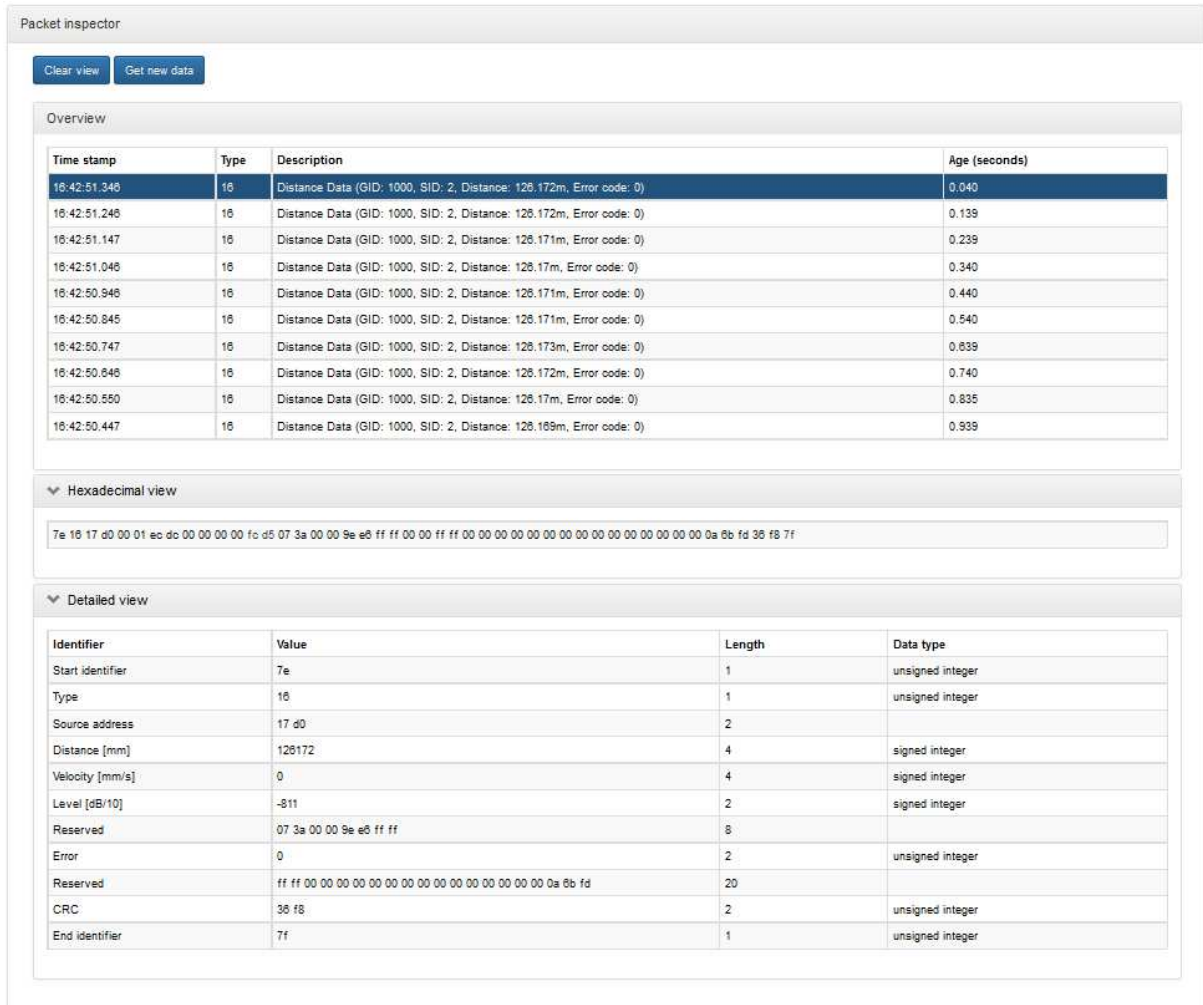 Packet inspector
Clear view Get new data
Overview
Time stamp Type Description Age (seconds)
16:42:51.346 16 Distance Data (GID: 1000, SID: 2, Distance: 126.172m, Error code: 0) 0.040
16:42:51.246 16 Distance Data (GID: 1000, SID: 2, Distance: 126.172m, Error code: 0) 0.139
16:42:51.147 16 Distance Data (GID: 1000, SID: 2, Distance: 126.171m, Error code: 0) 0.239
16:42:51.046 16 Distance Data (GID: 1000, SID: 2, Distance: 126.17m, Error code: 0) 0.340
16:42:50.946 16 Distance Data (GID: 1000, SID: 2, Distance: 126.171m, Error code: 0) 0.440
16:42:50.845 16 Distance Data (GID: 1000, SID: 2, Distance: 126.171m, Error code: 0) 0.540
16:42:50.747 16 Distance Data (GID: 1000, SID: 2, Distance: 126.173m, Error code: 0) 0.639
16:42:50.646 16 Distance Data (GID: 1000, SID: 2, Distance: 126.172m, Error code: 0) 0.740
16:42:50.550 16 Distance Data (GID: 1000, SID: 2, Distance: 126.17m, Error code: 0) 0.835
16:42:50.447 16 Distance Data (GID: 1000, SID: 2, Distance: 126.169m, Error code: 0) 0.939
Hexadecimal view
7e 16 17 d0 00 01 ec dc 00 00 00 00 fc d5 07 3a 00 00 9e e6 ff ff 00 00 ff ff 00 00 00 00 00 00 00 00 00 00 00 00 00 00 00 0a 6b fd 36 f8 7f
Detailed view
Identifier Value Length Data type
Start identifier 7e 1 unsigned integer
Type 16 1 unsigned integer
Source address 17 d0 2
Distance [mm] 126172 4 signed integer
Velocity [mm/s] 0 4 signed integer
Level [dB/10] -811 2 signed integer
Reserved 07 3a 00 00 9e e6 ff ff 8
Error 0 2 unsigned integer
Reserved ff ff 00 00 00 00 00 00 00 00 00 00 00 00 00 00 00 0a 6b fd 20
CRC 36 f8 2 unsigned integer
End identifier 7f 1 unsigned integer